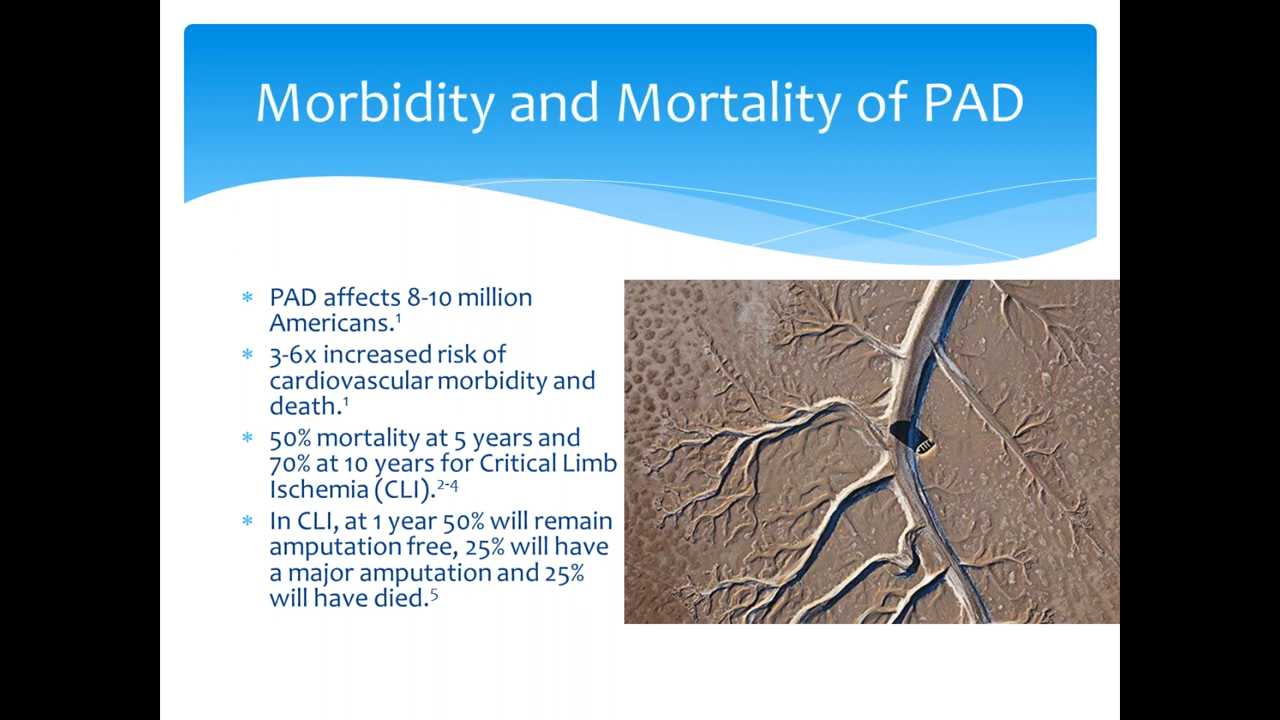 Morbidity and Mortality of PAD
* PAD affects 8-10 million
Americans.¹
* 3-6x increased risk of
cardiovascular morbidity and
death.¹
* 50% mortality at 5 years and
70% at 10 years for Critical Limb
Ischemia (CLI).²⁻⁴
* In CLI, at 1 year 50% will remain
amputation free, 25% will have
a major amputation and 25%
will have died.⁵